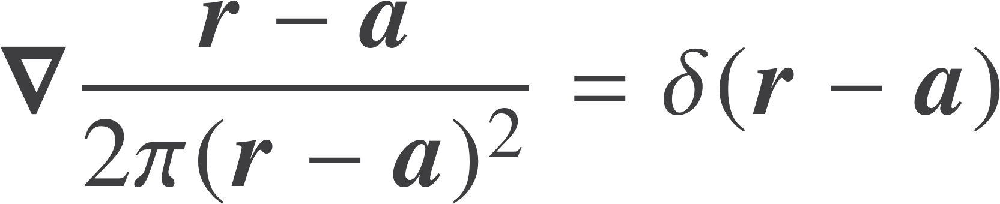 ∇ (r − a) / (2π(r − a)²) = δ(r − a)